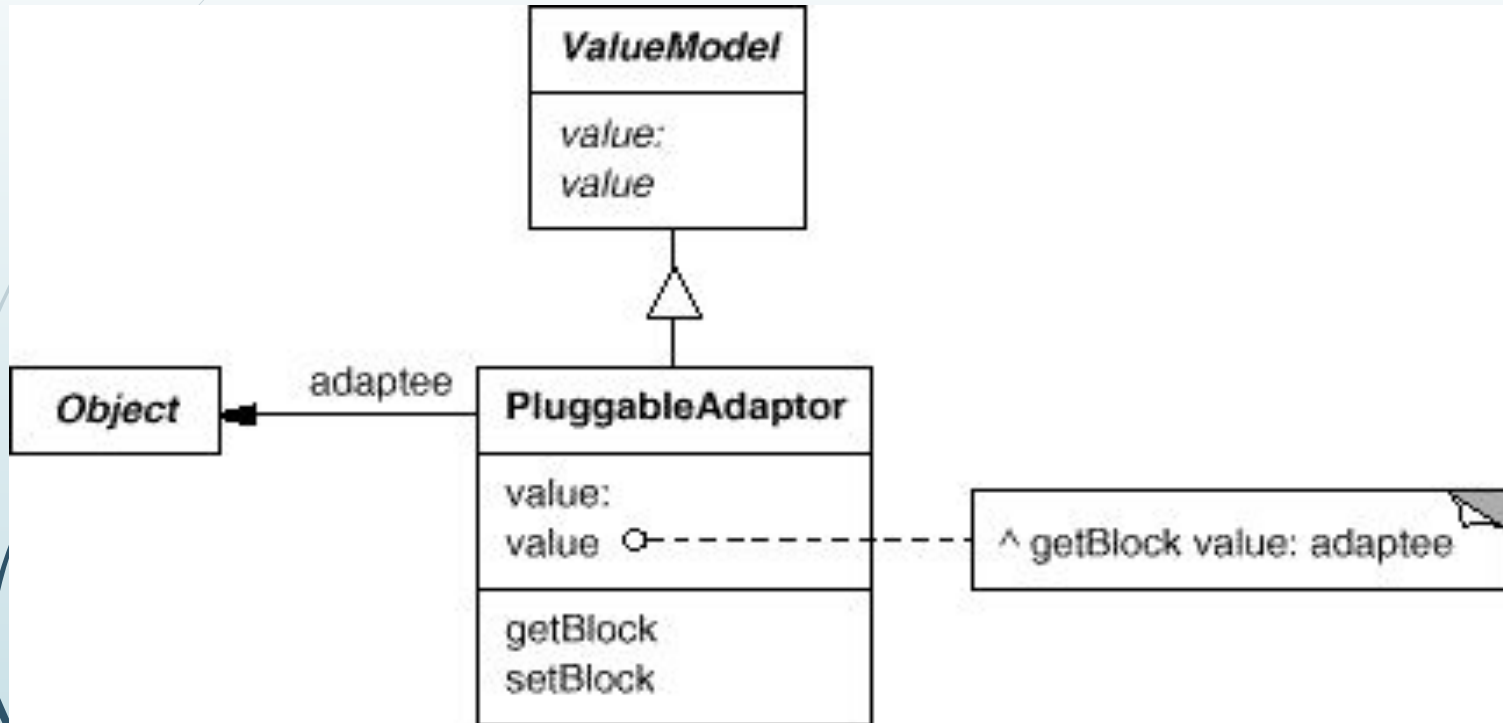 ValueModel
value:
value
adaptee
Object
PluggableAdaptor
value:
value
^ getBlock value: adaptee
getBlock
setBlock